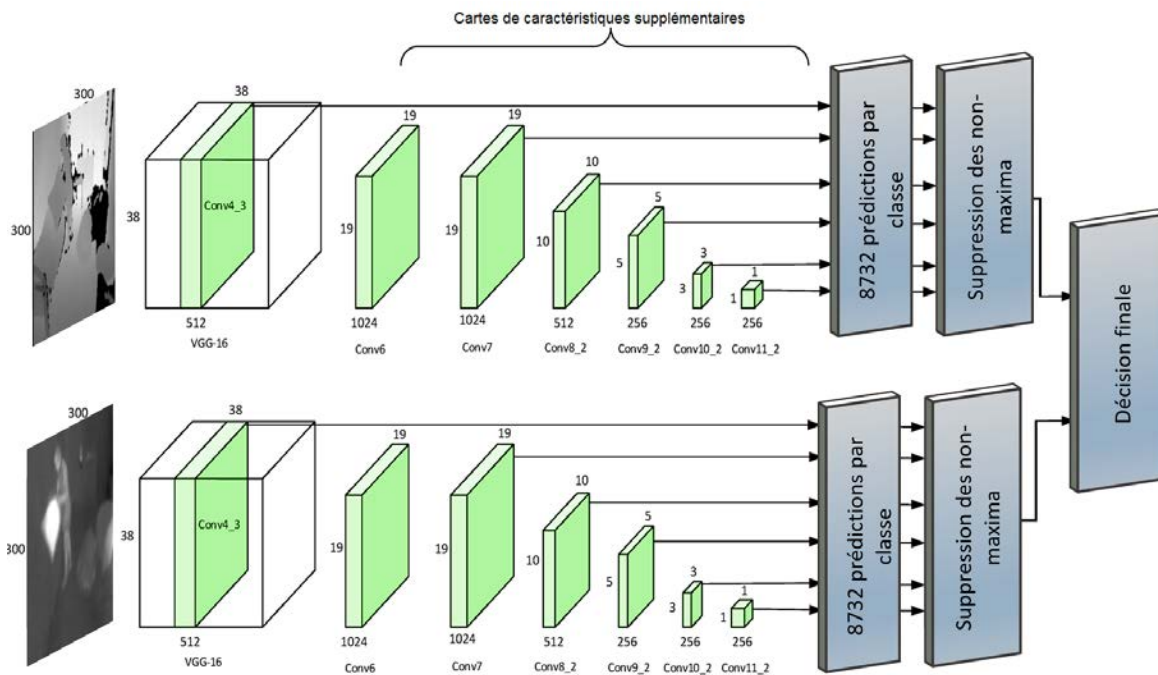 Cartes de caractéristiques supplémentaires
300
300
38
38
Conv4_3
512
VGG-16
19
19
1024
Conv6
19
19
1024
Conv7
10
10
512
Conv8_2
5
5
256
Conv9_2
3
3
256
Conv10_2
1
1
256
Conv11_2
8732 prédictions par
classe
Suppression des non-
maxima
300
300
38
38
Conv4_3
512
VGG-16
19
19
1024
Conv6
19
19
1024
Conv7
10
10
512
Conv8_2
5
5
256
Conv9_2
3
3
256
Conv10_2
1
1
256
Conv11_2
8732 prédictions par
classe
Suppression des non-
maxima
Décision finale